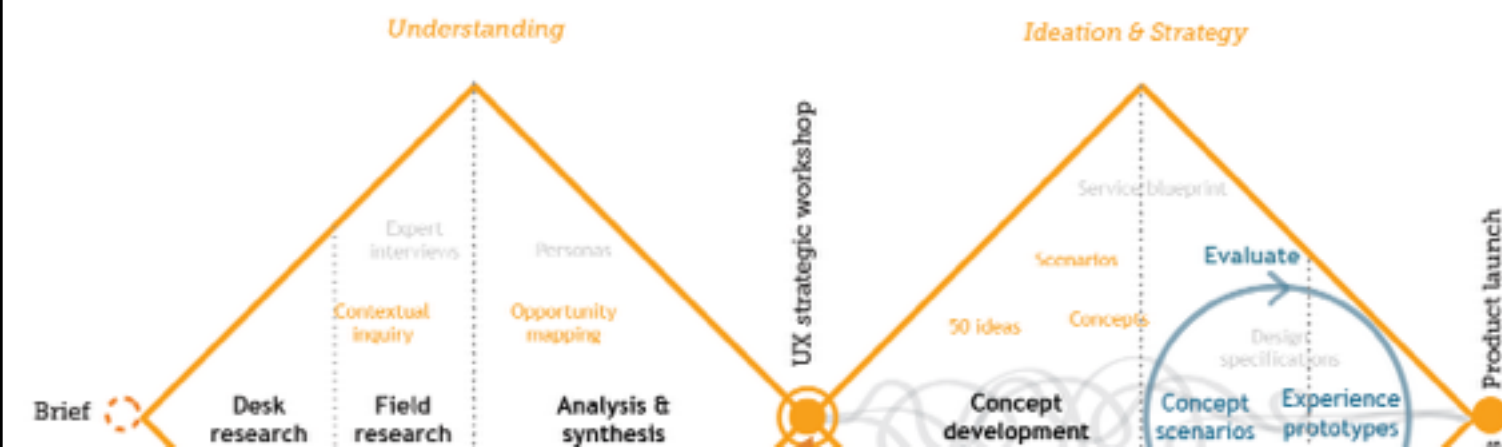 Understanding
Ideation & Strategy
UX strategic workshop
Service blueprint
Product launch
Expert
interviews
Personas
Scenarios
Evaluate
Contextual
inquiry
Opportunity
mapping
50 ideas
Concepts
Design
specifications
Brief
Desk
research
Field
research
Analysis &
synthesis
Concept
development
Concept
scenarios
Experience
prototypes